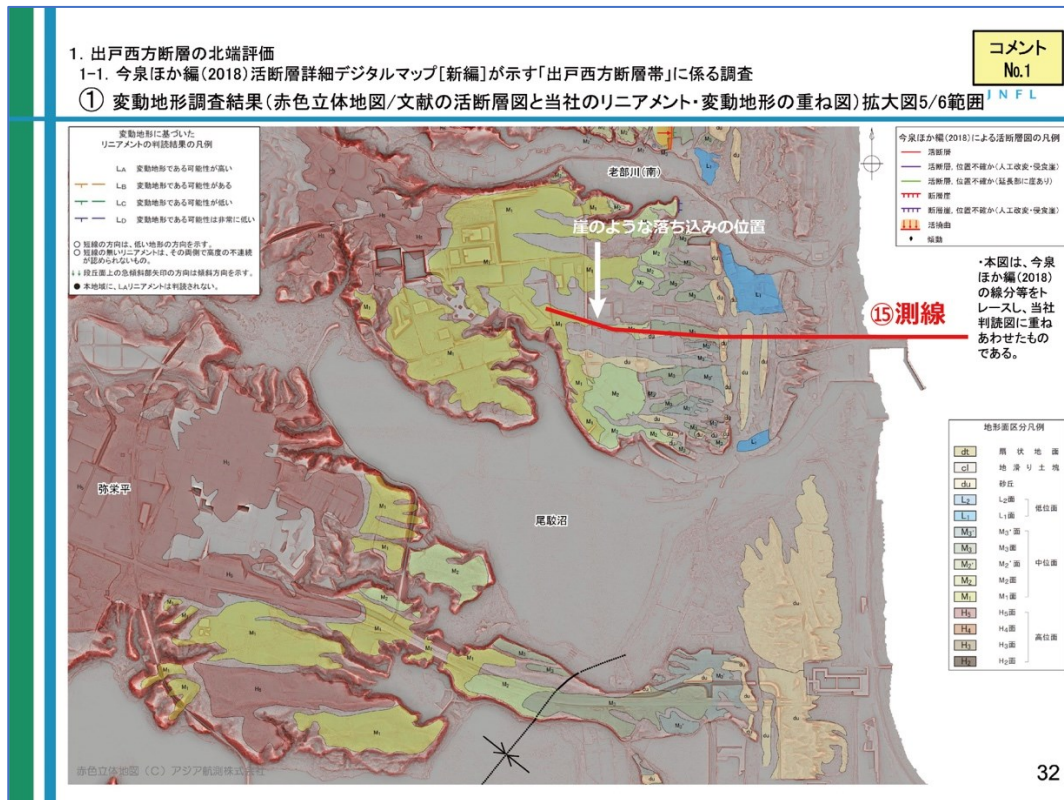 1. 出戸西方断層の北端評価
1-1. 今泉ほか編(2018)活断層詳細デジタルマップ[新編]が示す「出戸西方断層帯」に係る調査
① 変動地形調査結果(赤色立体地図/文献の活断層図と当社のリニアメント・変動地形の重ね図)拡大図5/6範囲
コメント
No.1
JNFL
変動地形に基づいた
リニアメントの判読結果の凡例
LA 変動地形である可能性が高い
LB 変動地形である可能性がある
LC 変動地形である可能性が低い
LD 変動地形である可能性は非常に低い
○ 短線の方向は、低い地形の方向を示す。
○ 短線の無いリニアメントは、その両側で高度の不連続
が認められないもの。
↓↓ 段丘面上の急傾斜部矢印の方向は傾斜方向を示す。
● 本地域に、LAリニアメントは判読されない。
老部川(南)
崖のような落ち込みの位置
⑮測線
弥栄平
尾駮沼
今泉ほか編(2018)による活断層図の凡例
活断層
活断層, 位置不確か(人工改変・侵食崖)
活断層, 位置不確か(延長部に崖あり)
断層崖
断層崖, 位置不確か(人工改変・侵食崖)
活撓曲
傾動
・本図は、今泉
ほか編(2018)
の線分等をト
レースし、当社
判読図に重ね
あわせたもの
である。
地形面区分凡例
dt 扇状地面
cl 地滑り土塊
du 砂丘
L2 L2面
L1 L1面
低位面
M3' M3'面
M3 M3面
M2' M2'面
M2 M2面
M1 M1面
中位面
H5 H5面
H4 H4面
H3 H3面
H2 H2面
高位面
赤色立体地図 (C) アジア航測株式会社
32